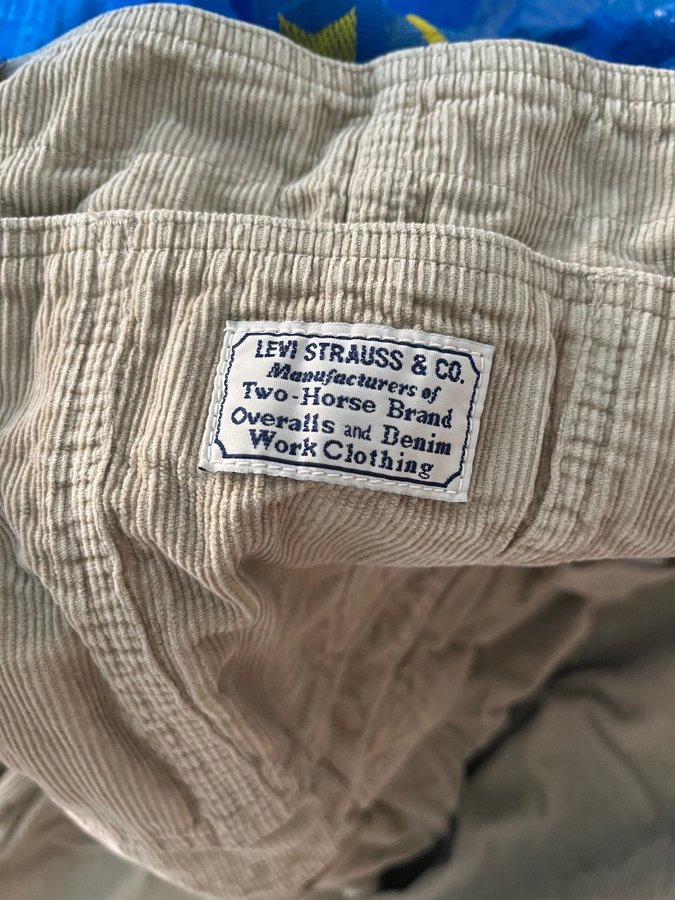 LEVI STRAUSS & CO.
Manufacturers of
Two-Horse Brand
Overalls and Denim
Work Clothing